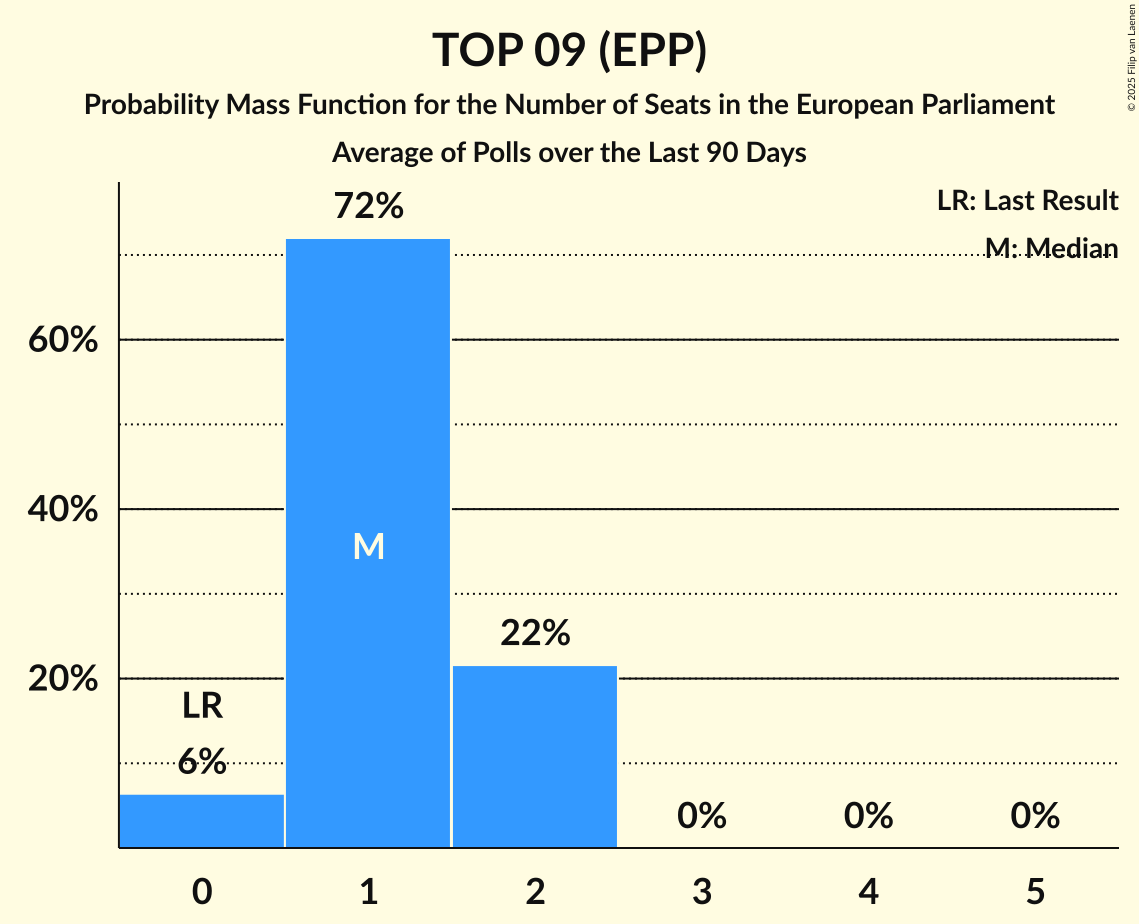 TOP 09 (EPP)
Probability Mass Function for the Number of Seats in the European Parliament
Average of Polls over the Last 90 Days
© 2025 Filip van Laenen
LR: Last Result
M: Median
72%
60%
40%
M
22%
20%
LR
6%
0%
0%
0%
0
1
2
3
4
5